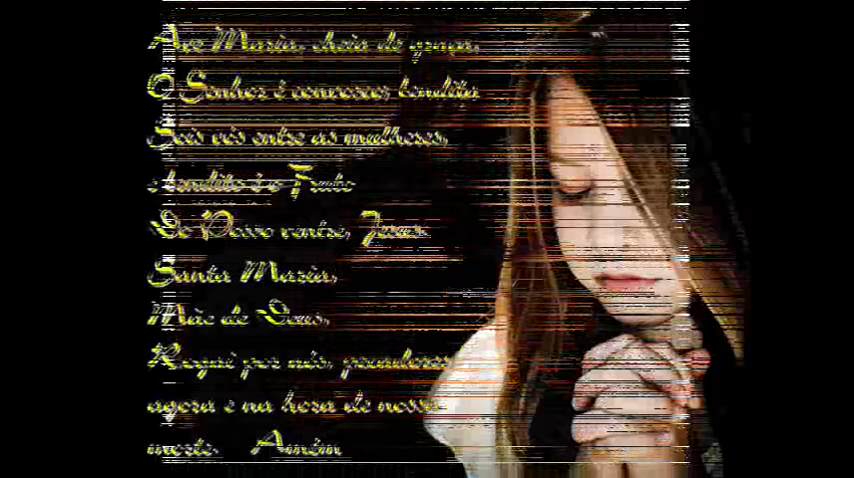 Ave Maria, cheia de graça,
O Senhor é convosco, bendita
Sois vós entre as mulheres,
e bendito é o Fruto
Do Vosso ventre, Jesus.
Santa Maria,
Mãe de Deus,
Rogai por nós, pecadores
agora e na hora de nossa
morte. Amém